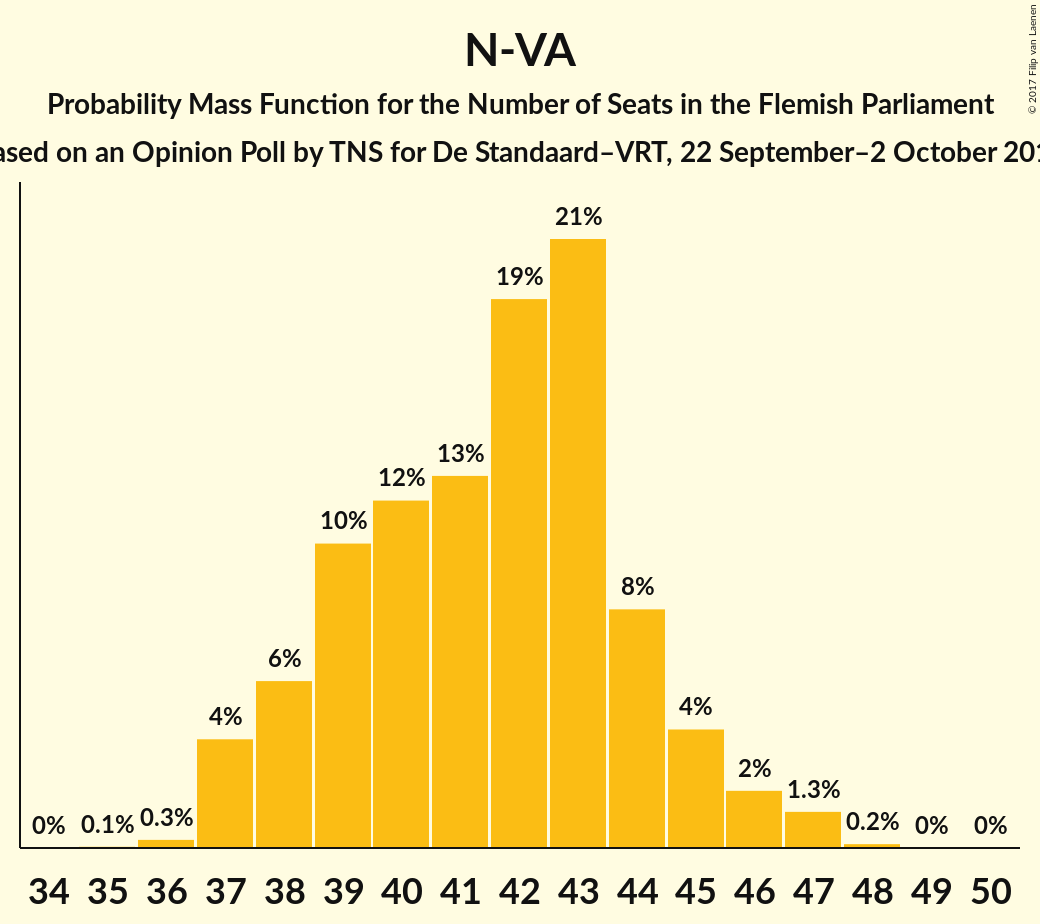 N-VA
Probability Mass Function for the Number of Seats in the Flemish Parliament
on an Opinion Poll by TNS for De Standaard–VRT, 22 September–2 October
© 2017 Filip van Laenen
21%
19%
13%
12%
10%
8%
6%
4%
4%
2%
1.3%
0% 0.1% 0.3% 0.2% 0% 0%
34 35 36 37 38 39 40 41 42 43 44 45 46 47 48 49 50